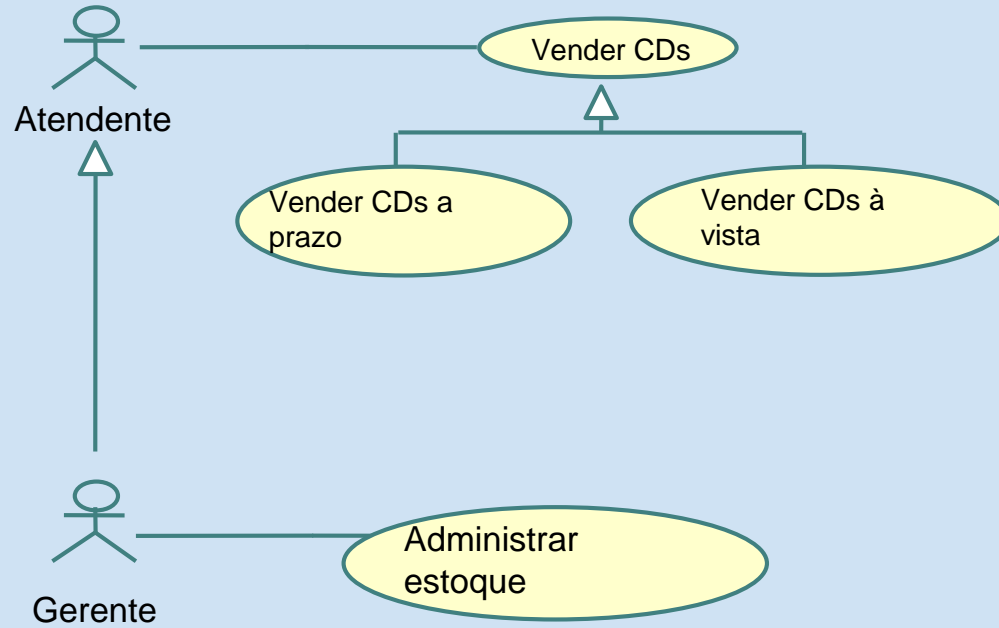 Vender CDs
Atendente
Vender CDs a
prazo
Vender CDs à
vista
Administrar
estoque
Gerente